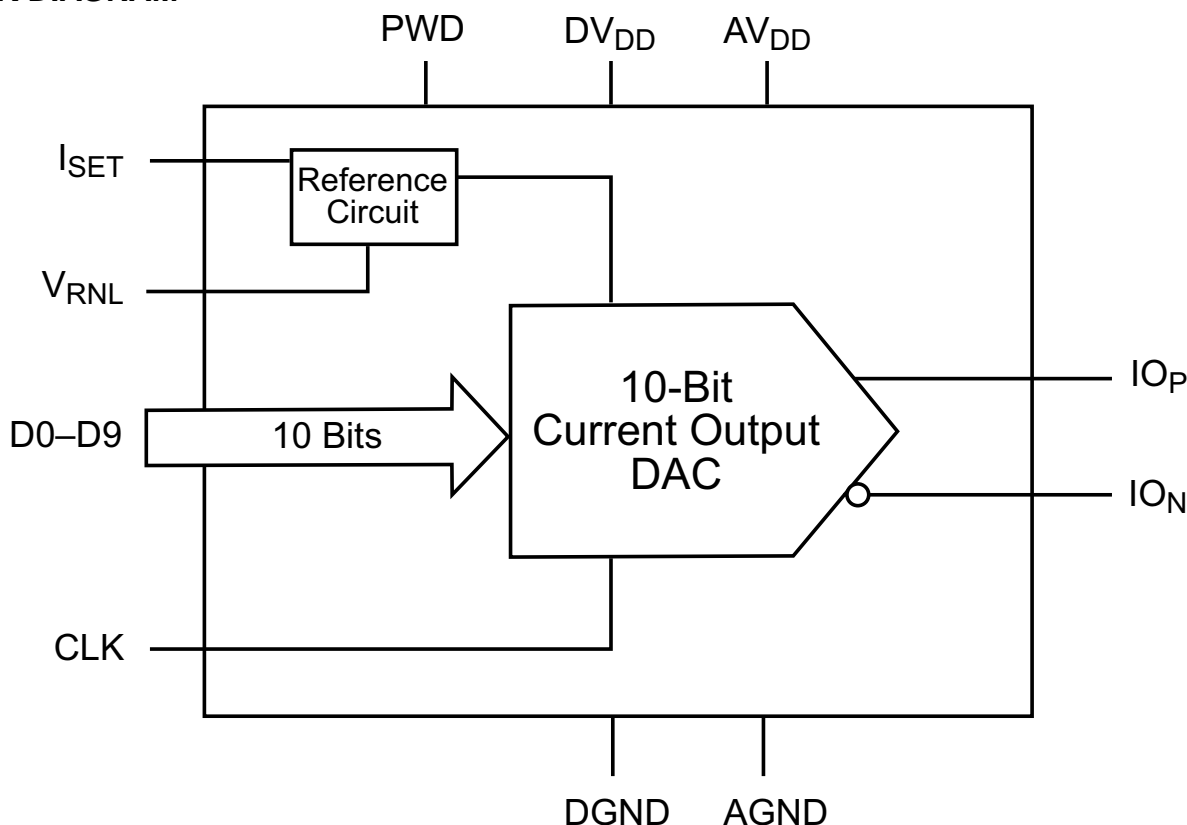 PWD DVDD AVDD
ISET
Reference
Circuit
VRNL
10-Bit
Current Output
DAC
IOP
D0–D9
10 Bits
ION
CLK
DGND AGND